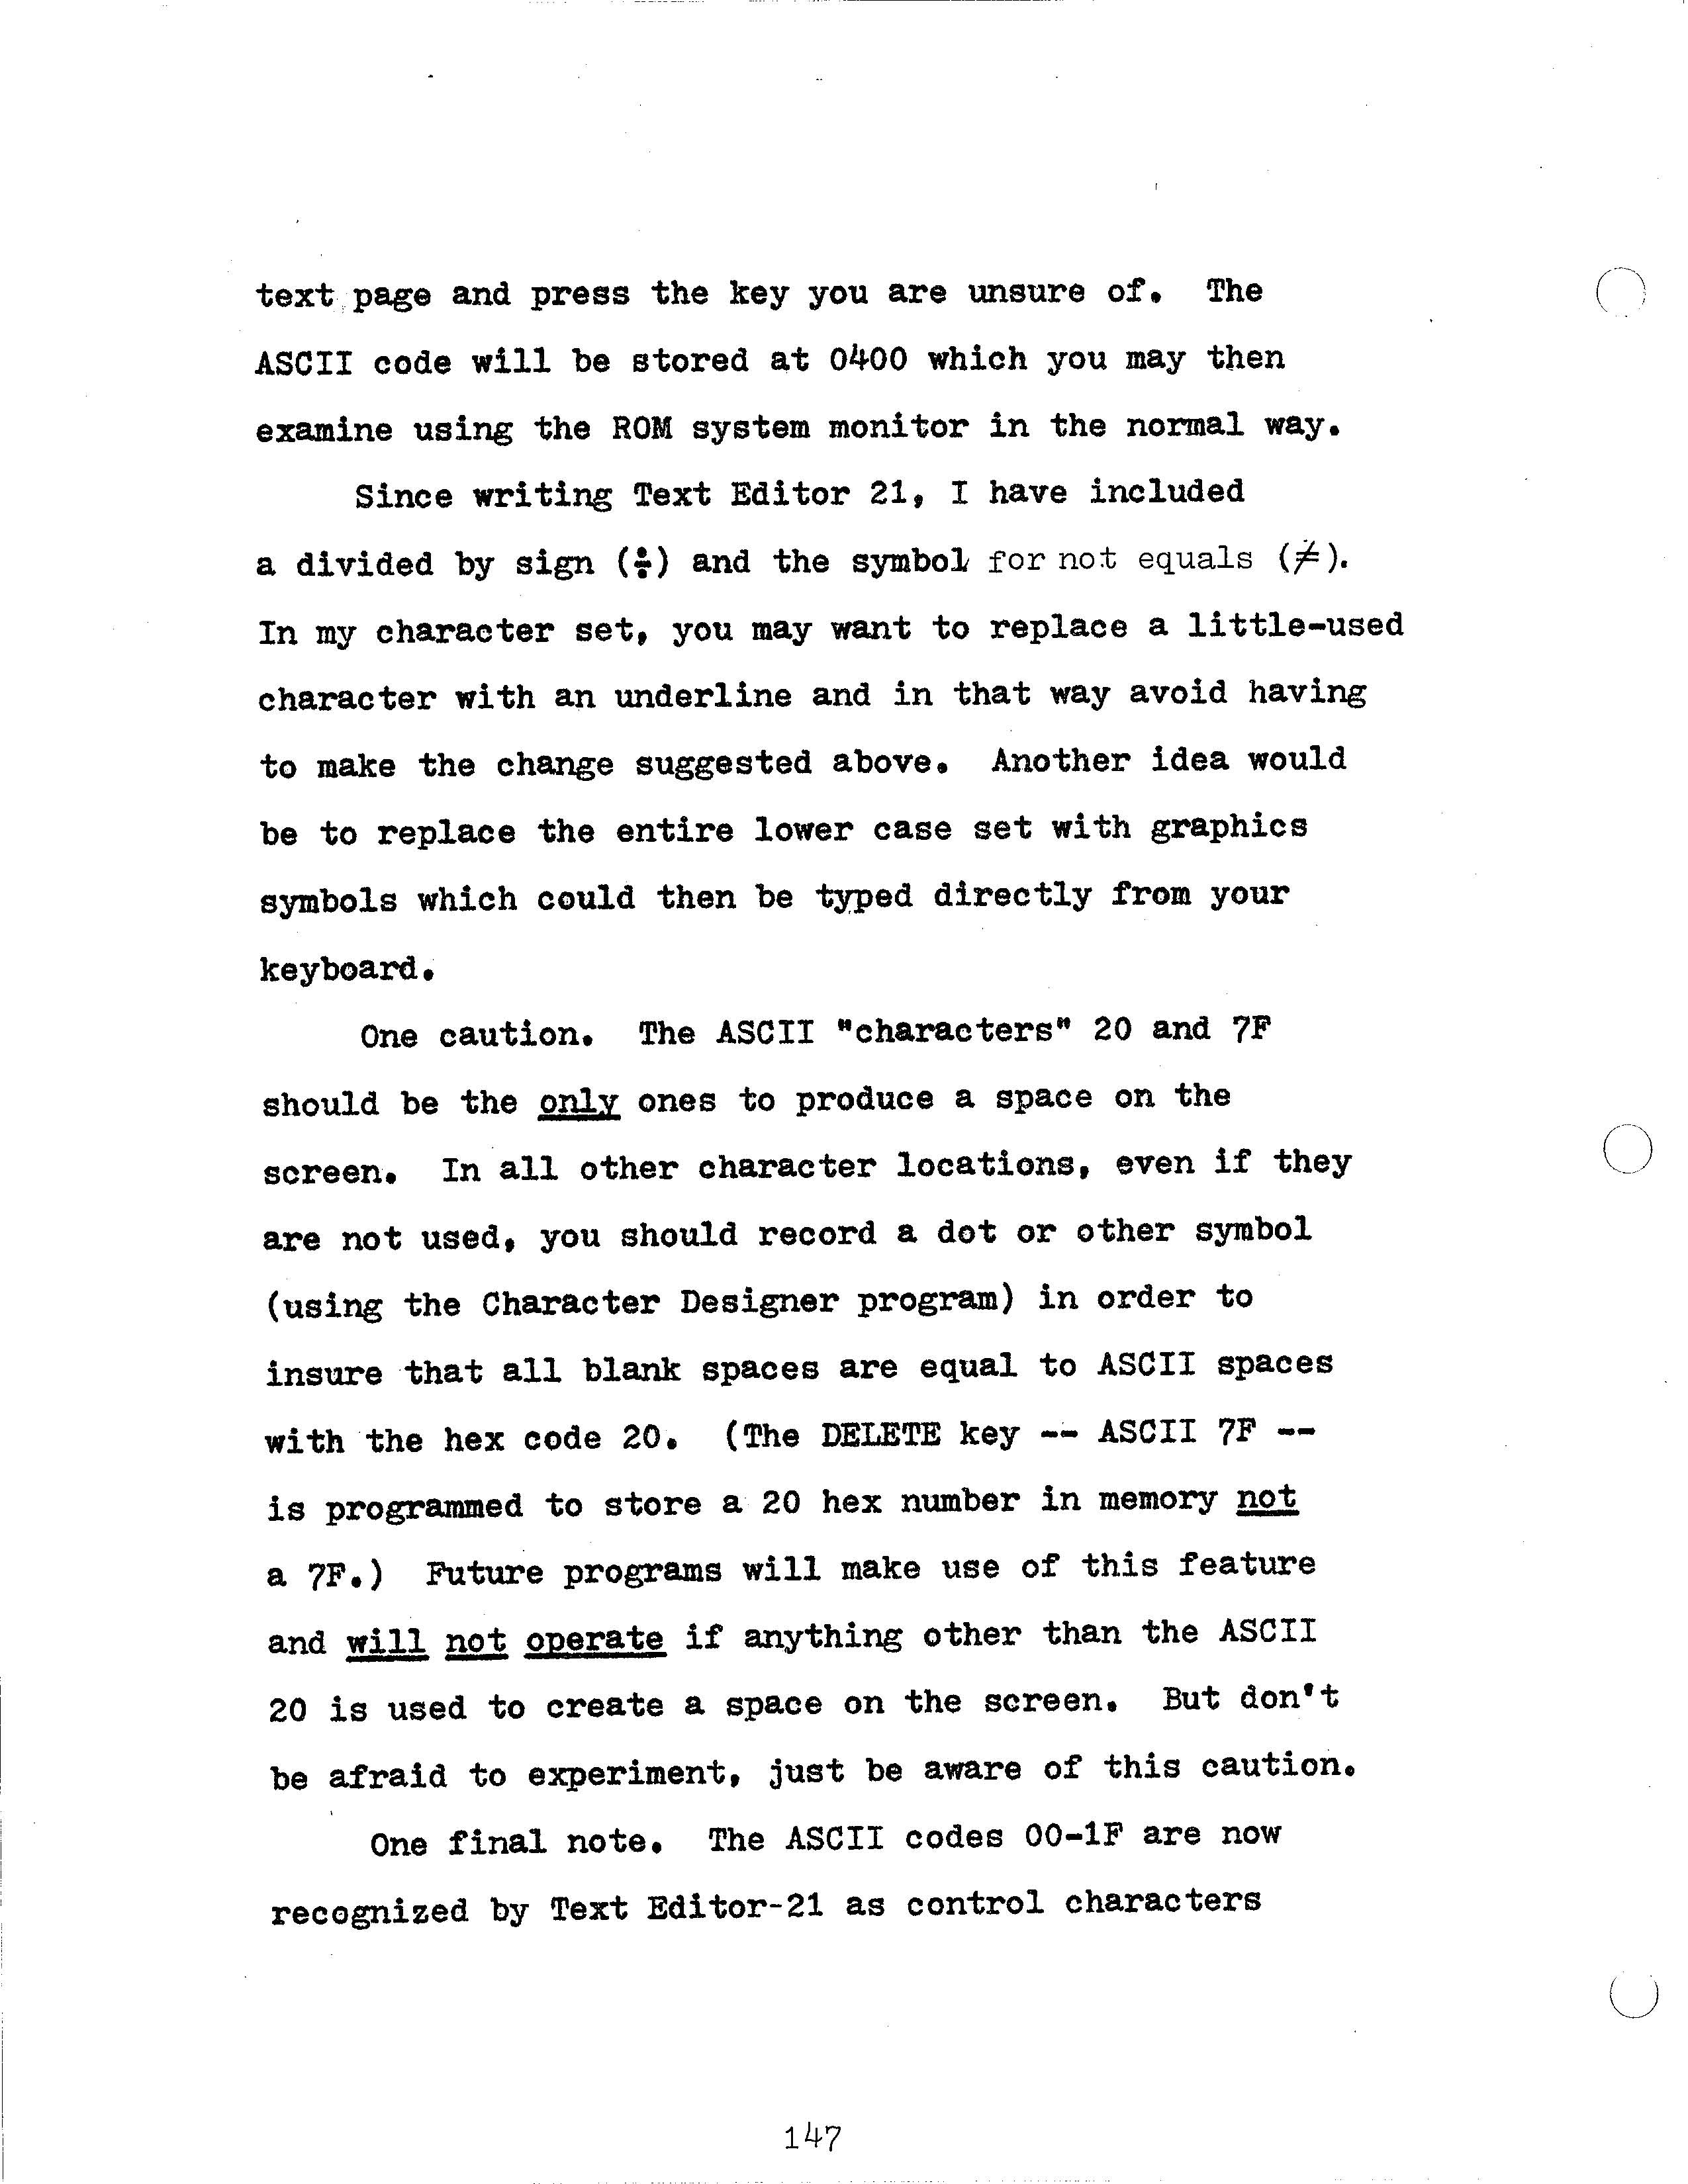 text page and press the key you are unsure of.  The
ASCII code will be stored at 0400 which you may then
examine using the ROM system monitor in the normal way.
Since writing Text Editor 21, I have included
a divided by sign (÷) and the symbol for not equals (≠).
In my character set, you may want to replace a little-used
character with an underline and in that way avoid having
to make the change suggested above.  Another idea would
be to replace the entire lower case set with graphics
symbols which could then be typed directly from your
keyboard.
One caution.  The ASCII "characters" 20 and 7F
should be the only ones to produce a space on the
screen.  In all other character locations, even if they
are not used, you should record a dot or other symbol
(using the Character Designer program) in order to
insure that all blank spaces are equal to ASCII spaces
with the hex code 20.  (The DELETE key -- ASCII 7F --
is programmed to store a 20 hex number in memory not
a 7F.)  Future programs will make use of this feature
and will not operate if anything other than the ASCII
20 is used to create a space on the screen.  But don't
be afraid to experiment, just be aware of this caution.
One final note.  The ASCII codes 00-1F are now
recognized by Text Editor-21 as control characters
147